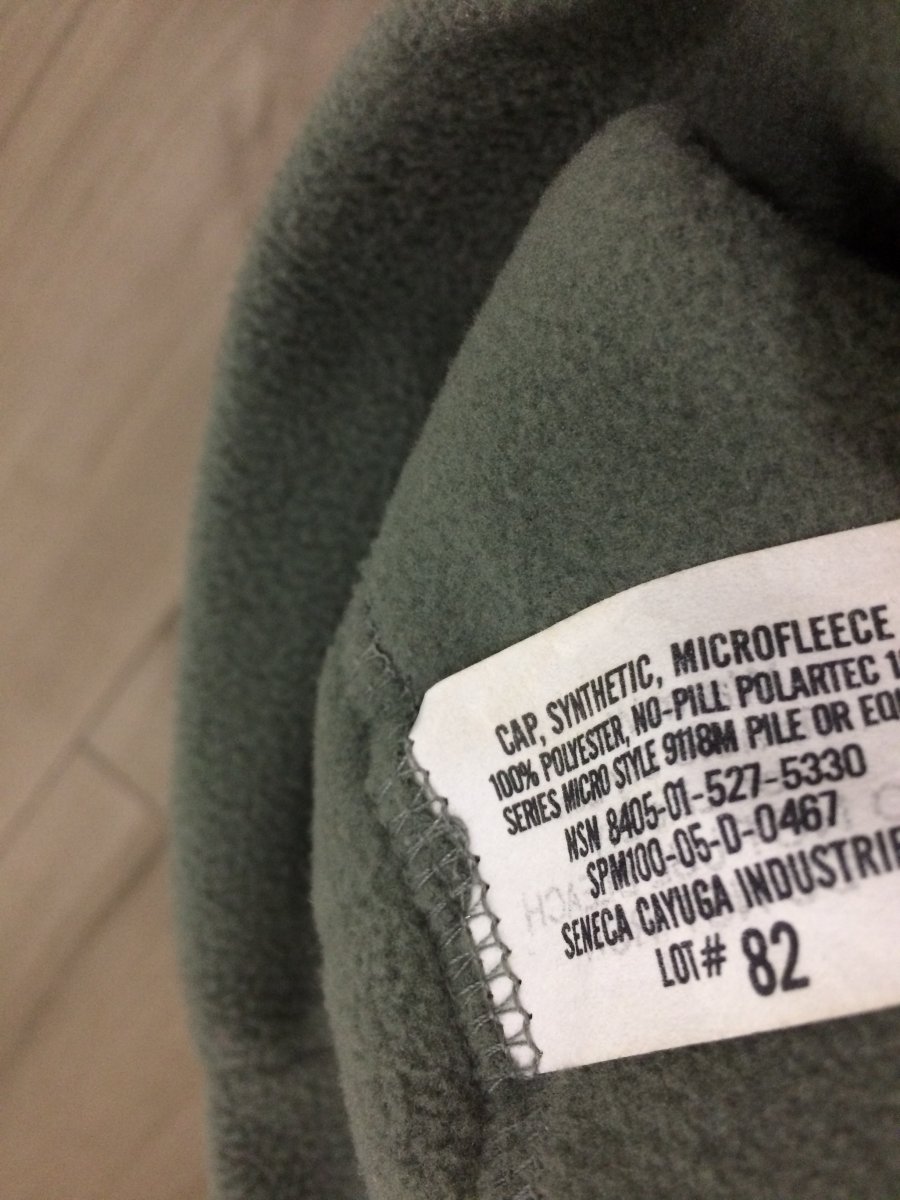 CAP, SYNTHETIC, MICROFLEECE
100% POLYESTER, NO-PILL POLARTEC
SERIES MICRO STYLE 9118M PILE OR
NSN 8405-01-527-5330
SPM100-05-D-0467
SENECA CAYUGA
LOT# 82